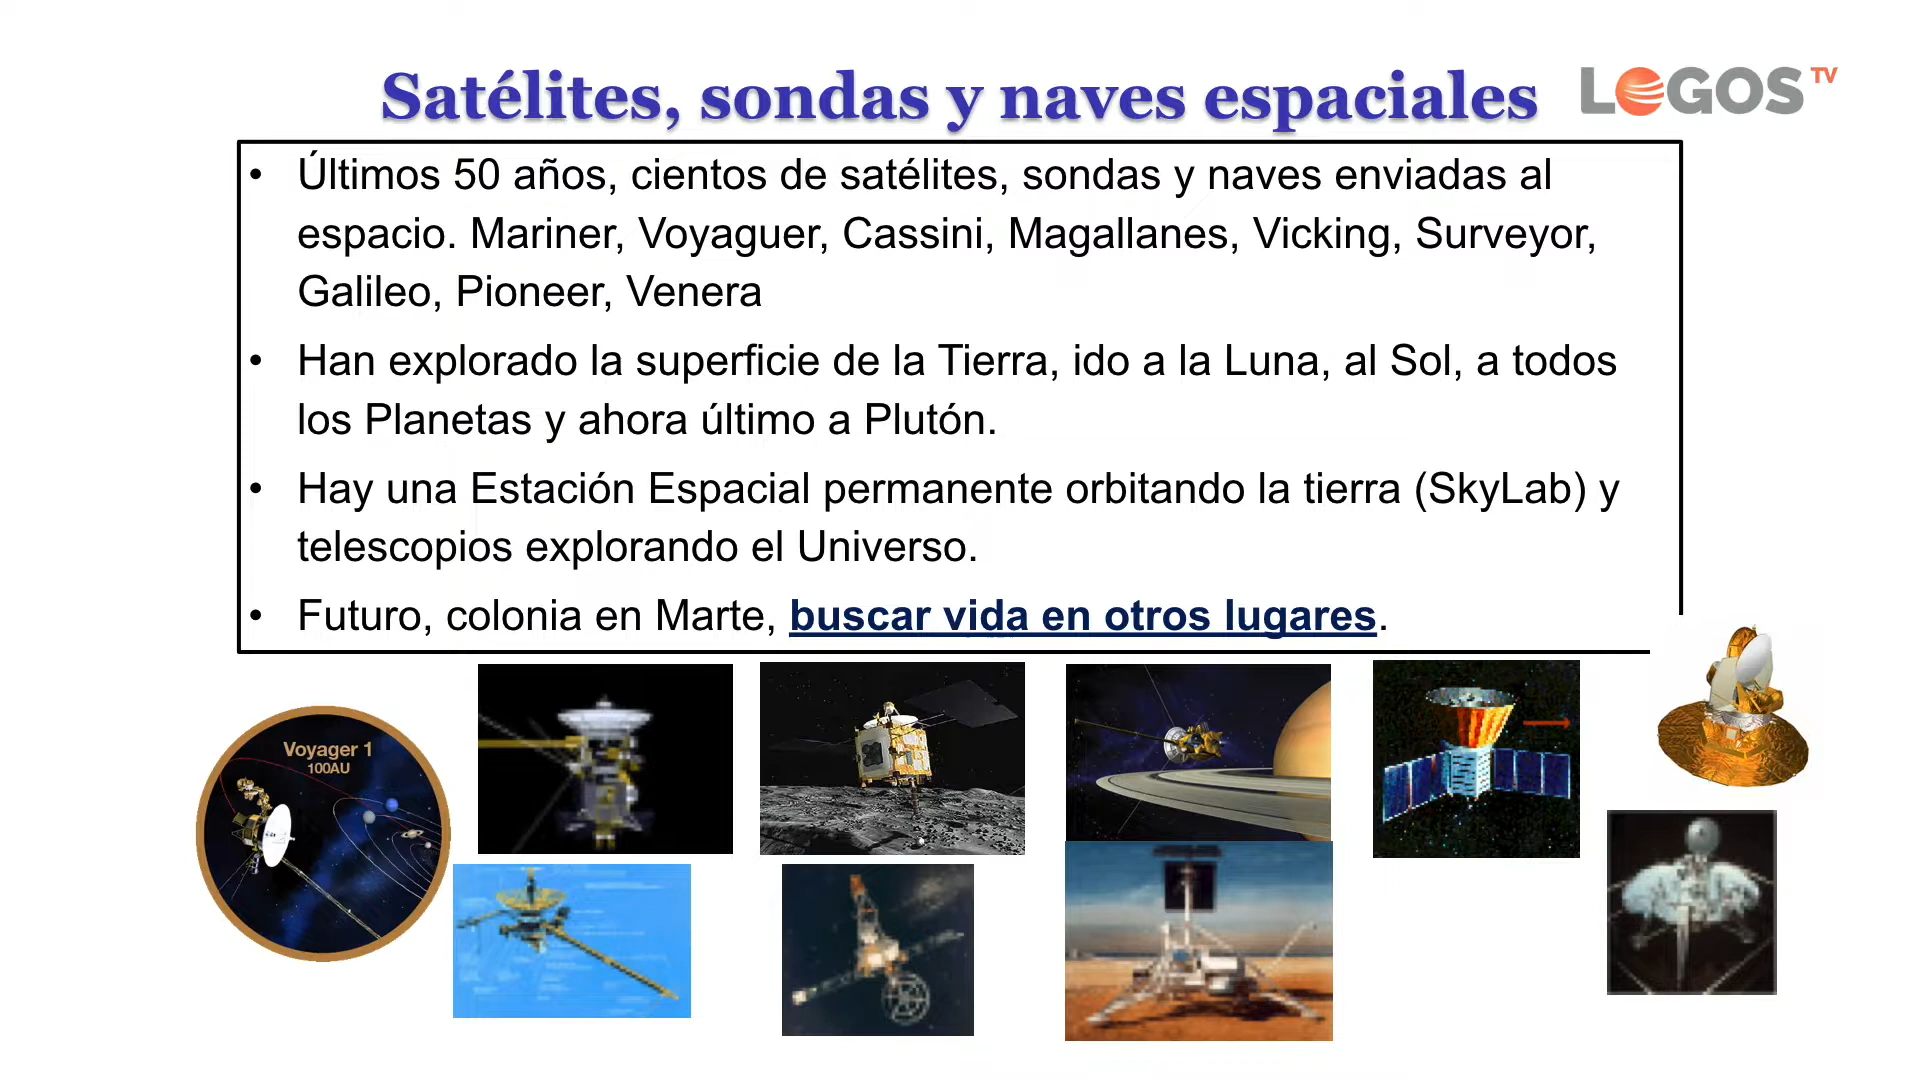 Satélites, sondas y naves espaciales
LOGOS TV
• Últimos 50 años, cientos de satélites, sondas y naves enviadas al
espacio. Mariner, Voyaguer, Cassini, Magallanes, Vicking, Surveyor,
Galileo, Pioneer, Venera
• Han explorado la superficie de la Tierra, ido a la Luna, al Sol, a todos
los Planetas y ahora último a Plutón.
• Hay una Estación Espacial permanente orbitando la tierra (SkyLab) y
telescopios explorando el Universo.
• Futuro, colonia en Marte, buscar vida en otros lugares.
Voyager 1
100AU